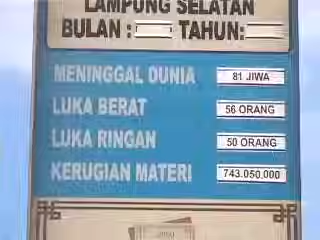 LAMPUNG SELATAN
BULAN : TAHUN:
MENINGGAL DUNIA 81 JIWA
LUKA BERAT 56 ORANG
LUKA RINGAN 50 ORANG
KERUGIAN MATERI 743.050.000